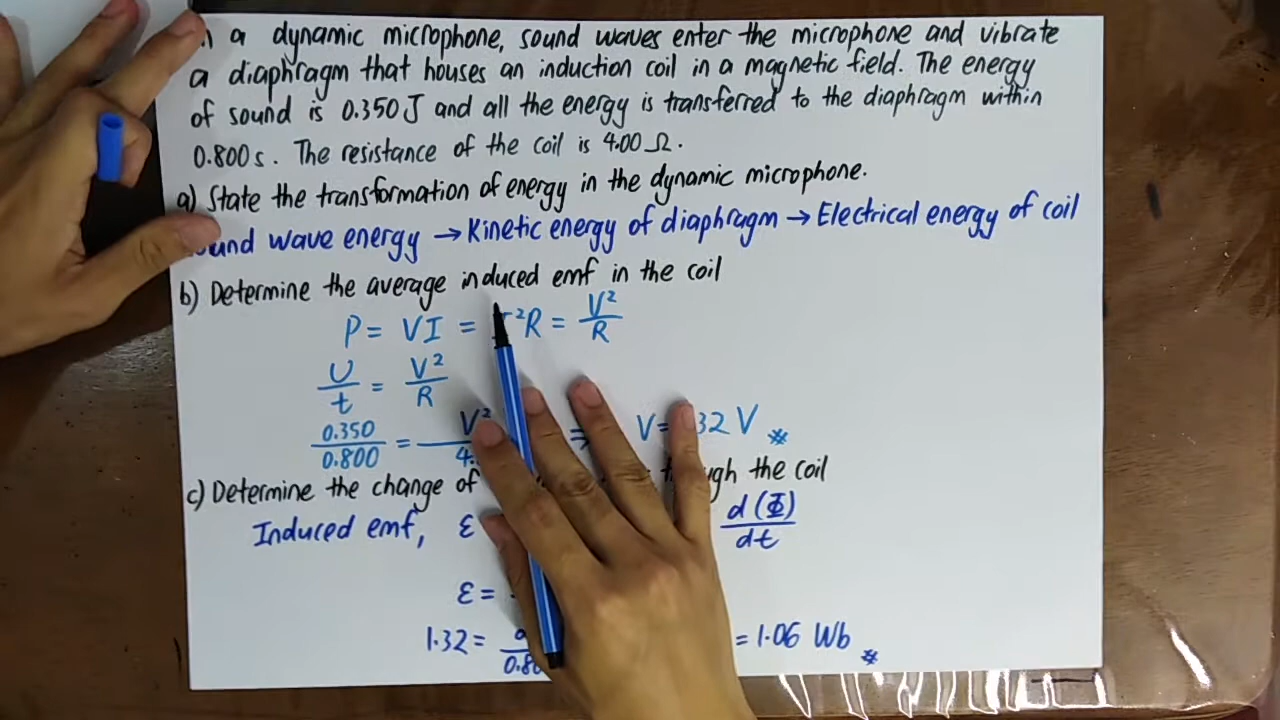 a dynamic microphone, sound waves enter the microphone and vibrate
a diaphragm that houses an induction coil in a magnetic field. The energy
of sound is 0.350 J and all the energy is transferred to the diaphragm within
0.800 s. The resistance of the coil is 4.00 Ω.
a) State the transformation of energy in the dynamic microphone.
wave energy → Kinetic energy of diaphragm → Electrical energy of coil
b) Determine the average induced emf in the coil
P = VI = ²R = V²/R
U/t = V²/R
0.350/0.800 = V²/4. ⇒ V= 32 V *
c) Determine the change of the coil
Induced emf, ε d(Φ)/dt
ε =
1.32 = = 1.06 Wb *